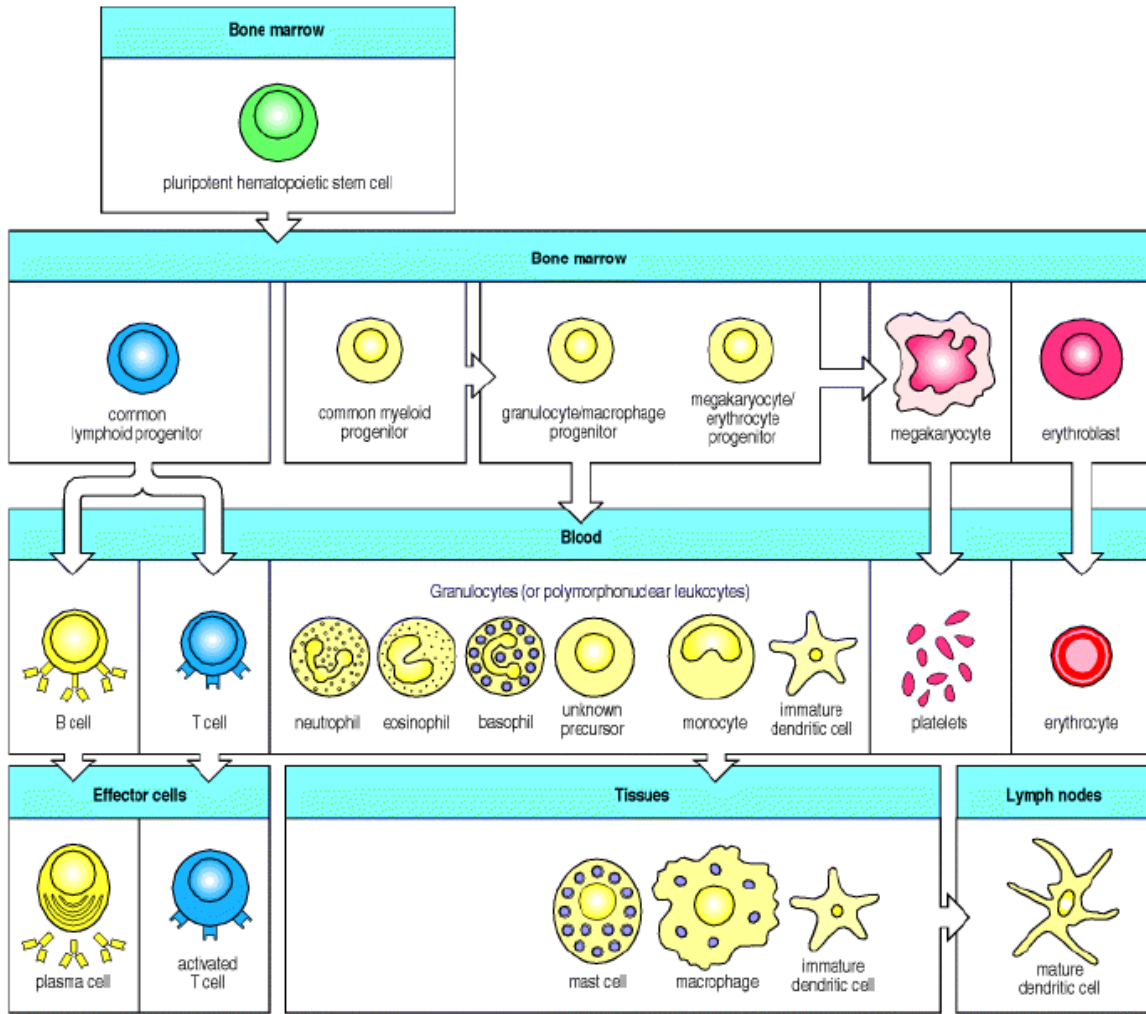 Bone marrow
pluripotent hematopoietic stem cell
Bone marrow
common
lymphoid progenitor
common myeloid
progenitor
granulocyte/macrophage
progenitor
megakaryocyte/
erythrocyte
progenitor
megakaryocyte
erythroblast
Blood
Granulocytes (or polymorphonuclear leukocytes)
B cell
T cell
neutrophil
eosinophil
basophil
unknown
precursor
monocyte
immature
dendritic cell
platelets
erythrocyte
Effector cells
Tissues
Lymph nodes
plasma cell
activated
T cell
mast cell
macrophage
immature
dendritic cell
mature
dendritic cell